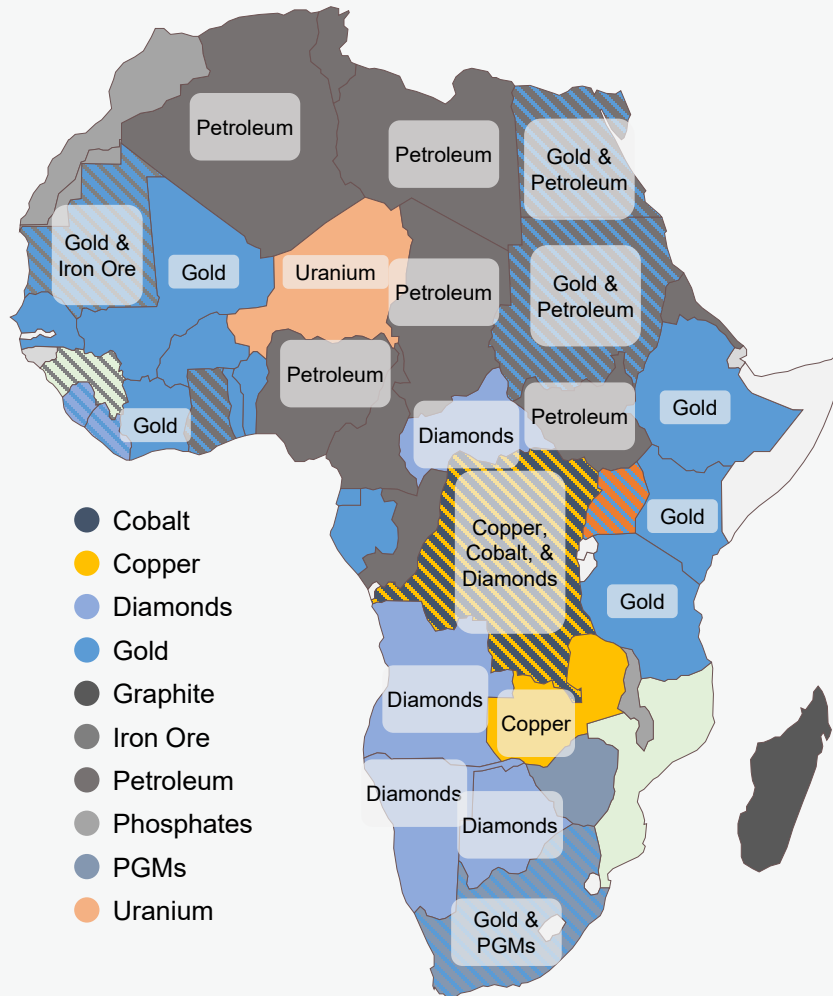 Petroleum
Petroleum
Gold &
Petroleum
Gold &
Iron Ore
Gold
Uranium
Petroleum
Gold &
Petroleum
Petroleum
Gold
Diamonds
Petroleum
Gold
Copper,
Cobalt, &
Diamonds
Gold
Gold
Diamonds
Copper
Diamonds
Diamonds
Gold &
PGMs
Cobalt
Copper
Diamonds
Gold
Graphite
Iron Ore
Petroleum
Phosphates
PGMs
Uranium